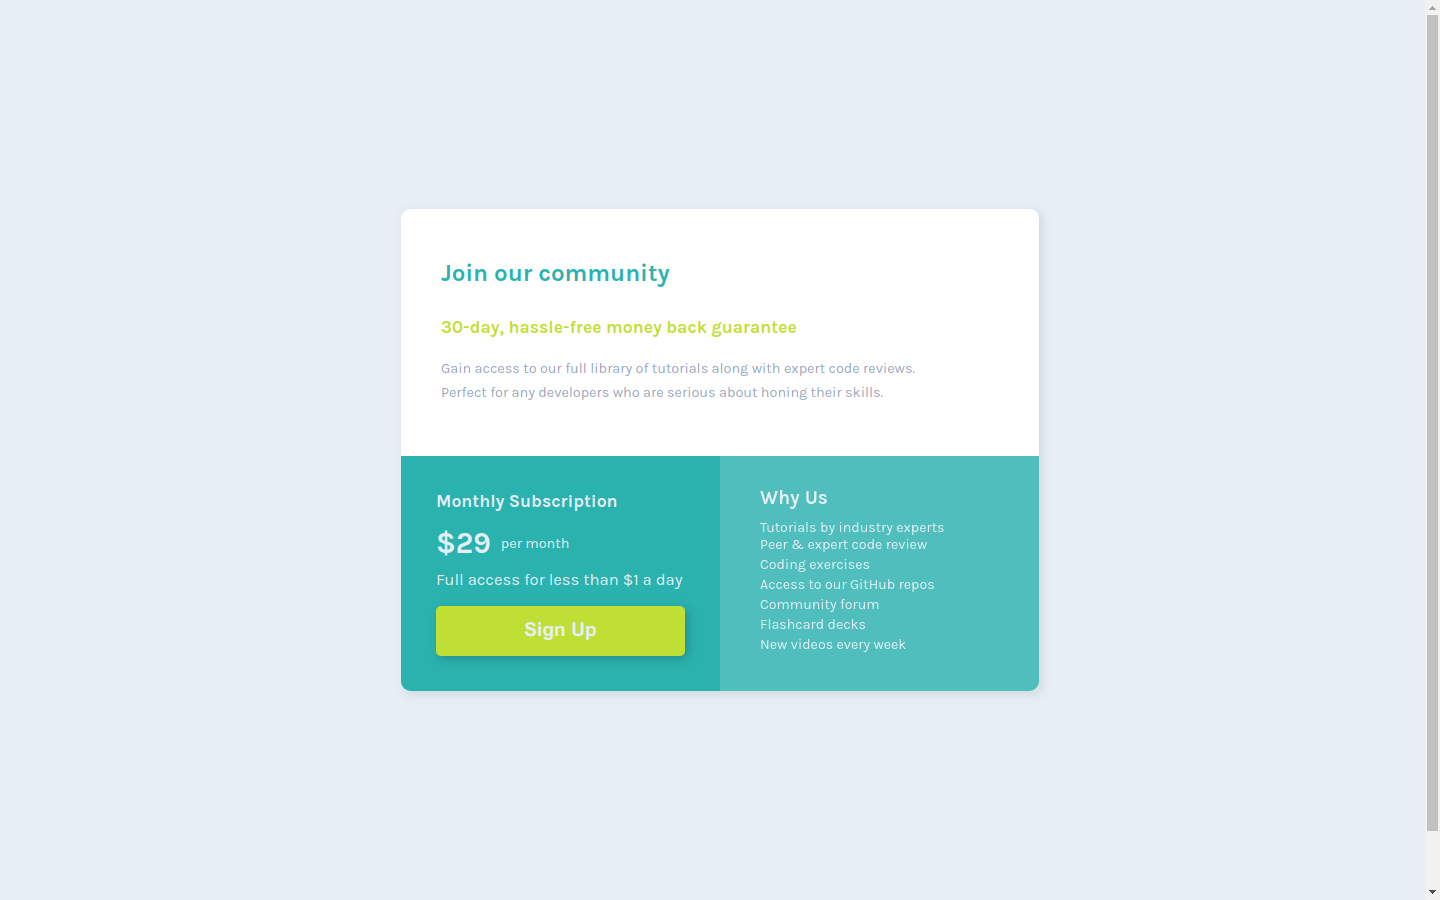 Join our community
30-day, hassle-free money back guarantee
Gain access to our full library of tutorials along with expert code reviews.
Perfect for any developers who are serious about honing their skills.
Monthly Subscription
$29 per month
Full access for less than $1 a day
Sign Up
Why Us
Tutorials by industry experts
Peer & expert code review
Coding exercises
Access to our GitHub repos
Community forum
Flashcard decks
New videos every week